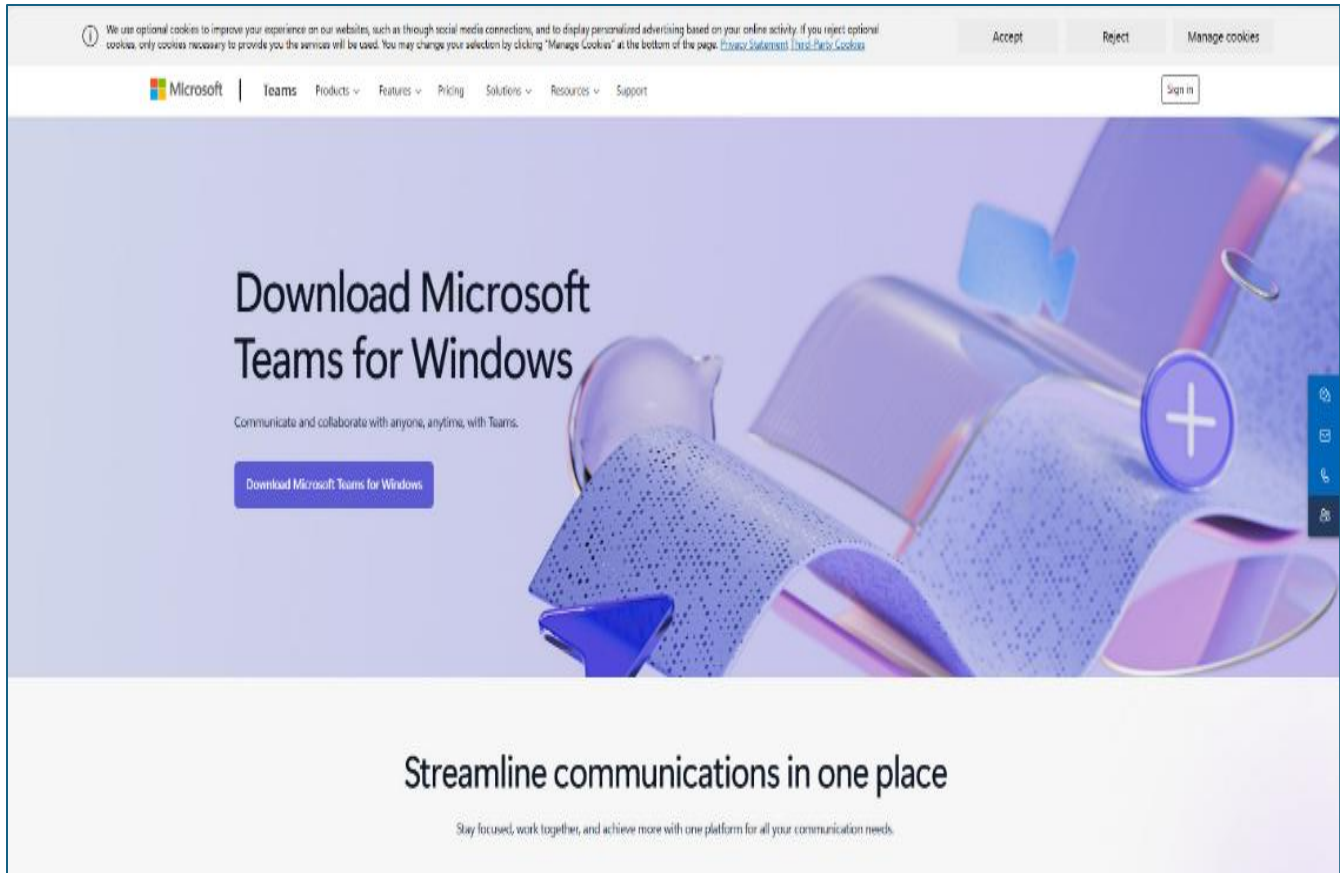 We use optional cookies to improve your experience on our websites, such as through social media connections, and to display personalized advertising based on your online activity. If you reject optional
cookies, only cookies necessary to provide you the services will be used. You may change your selection by clicking "Manage Cookies" at the bottom of the page. Privacy Statement Third-Party Cookies
Accept
Reject
Manage cookies
Microsoft
Teams
Products
Features
Pricing
Solutions
Resources
Support
Sign in
Download Microsoft
Teams for Windows
Communicate and collaborate with anyone, anytime, with Teams.
Download Microsoft Teams for Windows
Streamline communications in one place
Stay focused, work together, and achieve more with one platform for all your communication needs.